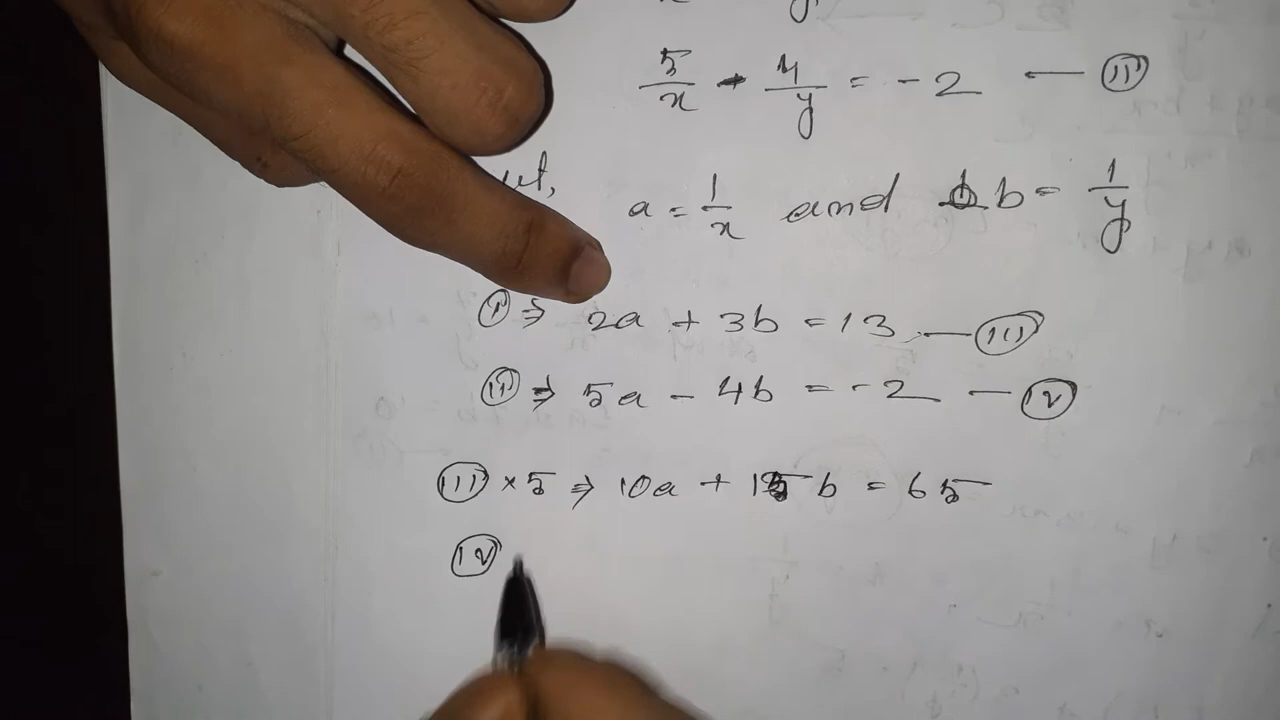 y
5/x - 4/y = -2 — (II)
a = 1/x and b = 1/y
(I) ⇒ 2a + 3b = 13 — (III)
(II) ⇒ 5a - 4b = -2 — (IV)
(III) × 5 ⇒ 10a + 15b = 65
(IV)